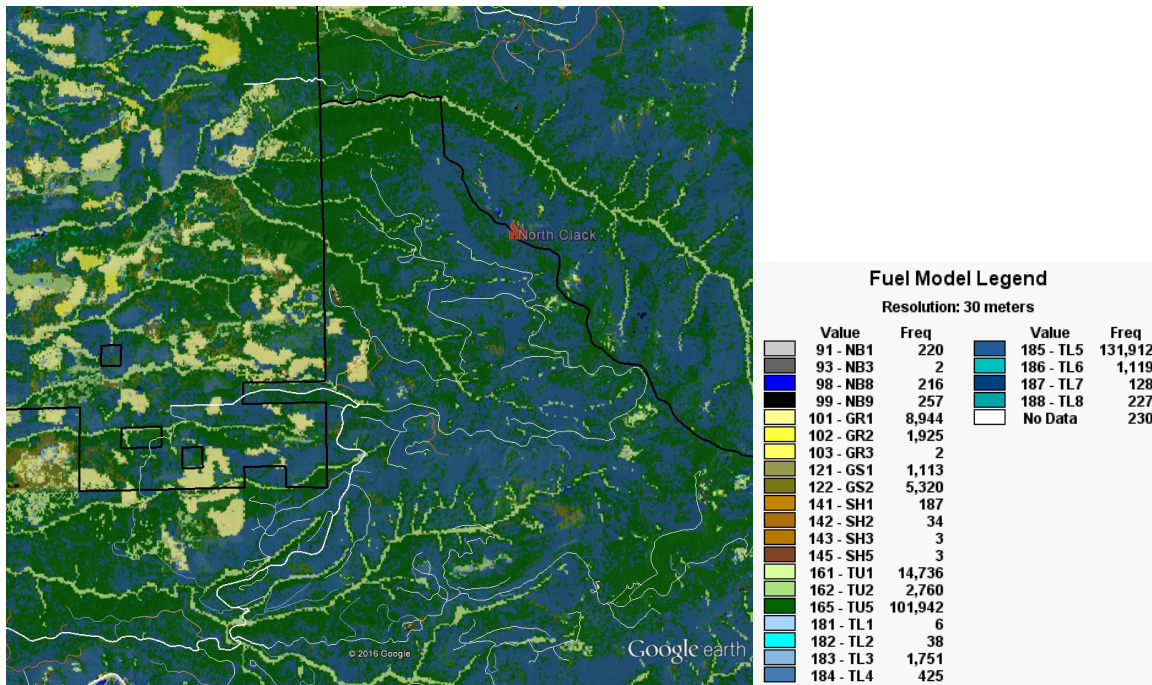 North Clack
© 2016 Google
Google earth
Fuel Model Legend
Resolution: 30 meters
Value Freq Value Freq
91 - NB1 220 185 - TL5 131,912
93 - NB3 2 186 - TL6 1,119
98 - NB8 216 187 - TL7 128
99 - NB9 257 188 - TL8 227
101 - GR1 8,944 No Data 230
102 - GR2 1,925
103 - GR3 2
121 - GS1 1,113
122 - GS2 5,320
141 - SH1 187
142 - SH2 34
143 - SH3 3
145 - SH5 3
161 - TU1 14,736
162 - TU2 2,760
165 - TU5 101,942
181 - TL1 6
182 - TL2 38
183 - TL3 1,751
184 - TL4 425